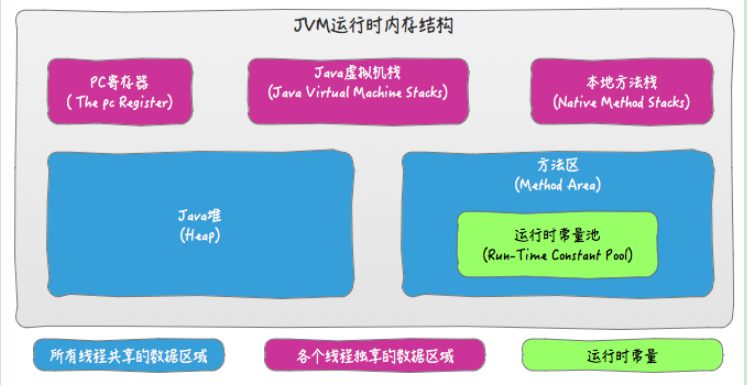 JVM运行时内存结构
PC寄存器
( The pc Register)
Java虚拟机栈
(Java Virtual Machine Stacks)
本地方法栈
(Native Method Stacks)
Java堆
(Heap)
方法区
(Method Area)
运行时常量池
(Run-Time Constant Pool)
所有线程共享的数据区域
各个线程独享的数据区域
运行时常量